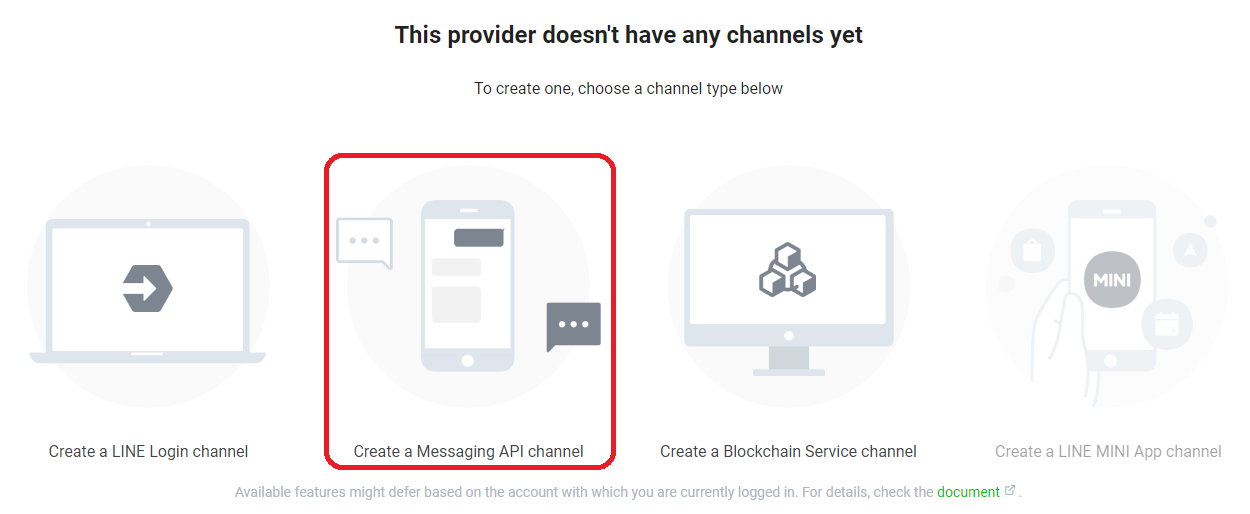 This provider doesn't have any channels yet
To create one, choose a channel type below
MINI
Create a LINE Login channel
Create a Messaging API channel
Create a Blockchain Service channel
Create a LINE MINI App channel
Available features might defer based on the account with which you are currently logged in. For details, check the document .